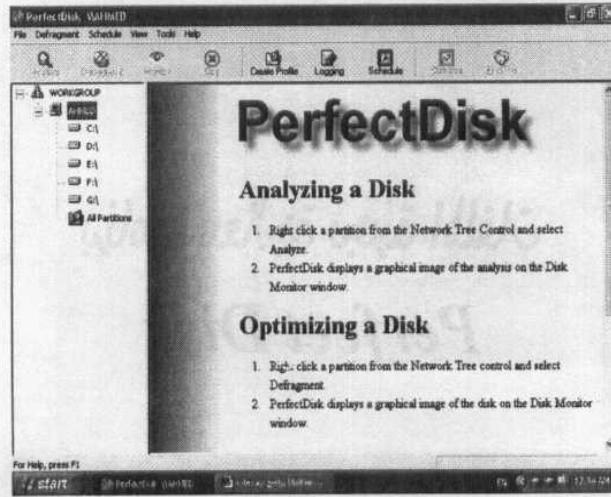 PerfectDisk
File Defragment Schedule View Tools Help
Create Profile Logging Schedule
WORKGROUP
C:\
D:\
E:\
F:\
G:\
All Partitions
PerfectDisk
Analyzing a Disk
1. Right click a partition from the Network Tree Control and select
Analyze.
2. PerfectDisk displays a graphical image of the analysis on the Disk
Monitor window.
Optimizing a Disk
1. Right click a partition from the Network Tree control and select
Defragment.
2. PerfectDisk displays a graphical image of the disk on the Disk Monitor
window.
For Help, press F1
start